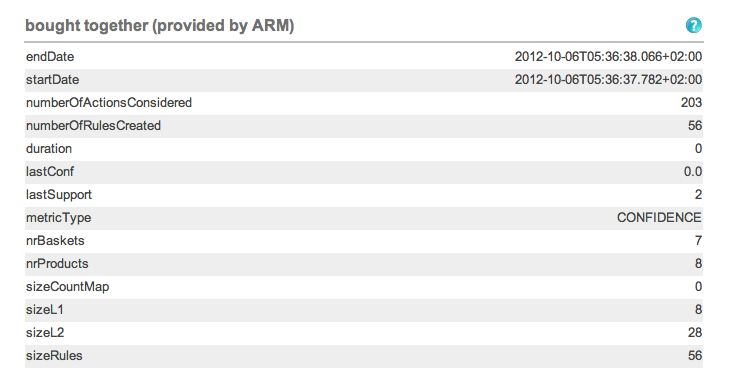 bought together (provided by ARM) ?
endDate 2012-10-06T05:36:38.066+02:00
startDate 2012-10-06T05:36:37.782+02:00
numberOfActionsConsidered 203
numberOfRulesCreated 56
duration 0
lastConf 0.0
lastSupport 2
metricType CONFIDENCE
nrBaskets 7
nrProducts 8
sizeCountMap 0
sizeL1 8
sizeL2 28
sizeRules 56